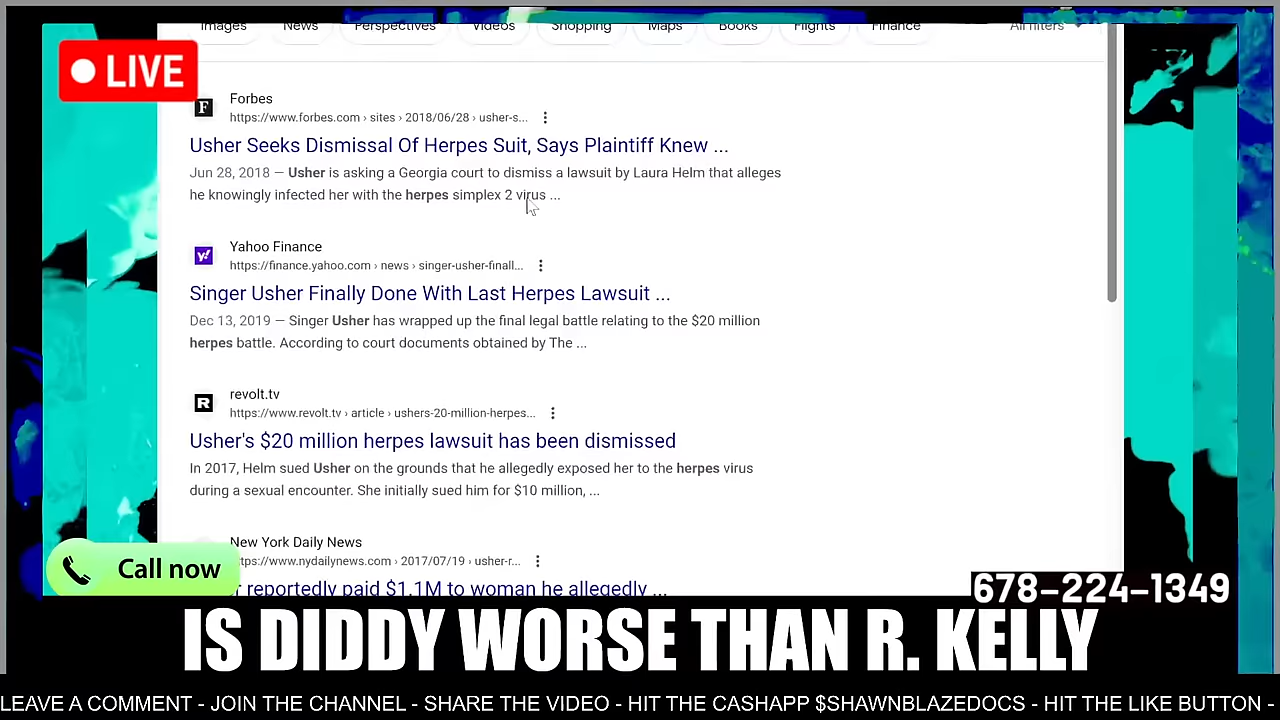 Images News Perspectives Videos Shopping Maps Books Flights Finance All filters
LIVE
Forbes
https://www.forbes.com › sites › 2018/06/28 › usher-s...
Usher Seeks Dismissal Of Herpes Suit, Says Plaintiff Knew ...
Jun 28, 2018 — Usher is asking a Georgia court to dismiss a lawsuit by Laura Helm that alleges
he knowingly infected her with the herpes simplex 2 virus ...
Yahoo Finance
https://finance.yahoo.com › news › singer-usher-finall...
Singer Usher Finally Done With Last Herpes Lawsuit ...
Dec 13, 2019 — Singer Usher has wrapped up the final legal battle relating to the $20 million
herpes battle. According to court documents obtained by The ...
revolt.tv
https://www.revolt.tv › article › ushers-20-million-herpes...
Usher's $20 million herpes lawsuit has been dismissed
In 2017, Helm sued Usher on the grounds that he allegedly exposed her to the herpes virus
during a sexual encounter. She initially sued him for $10 million, ...
New York Daily News
ttps://www.nydailynews.com › 2017/07/19 › usher-r...
r reportedly paid $1.1M to woman he allegedly ...
Call now
678-224-1349
IS DIDDY WORSE THAN R. KELLY
LEAVE A COMMENT - JOIN THE CHANNEL - SHARE THE VIDEO - HIT THE CASHAPP $SHAWNBLAZEDOCS - HIT THE LIKE BUTTON -